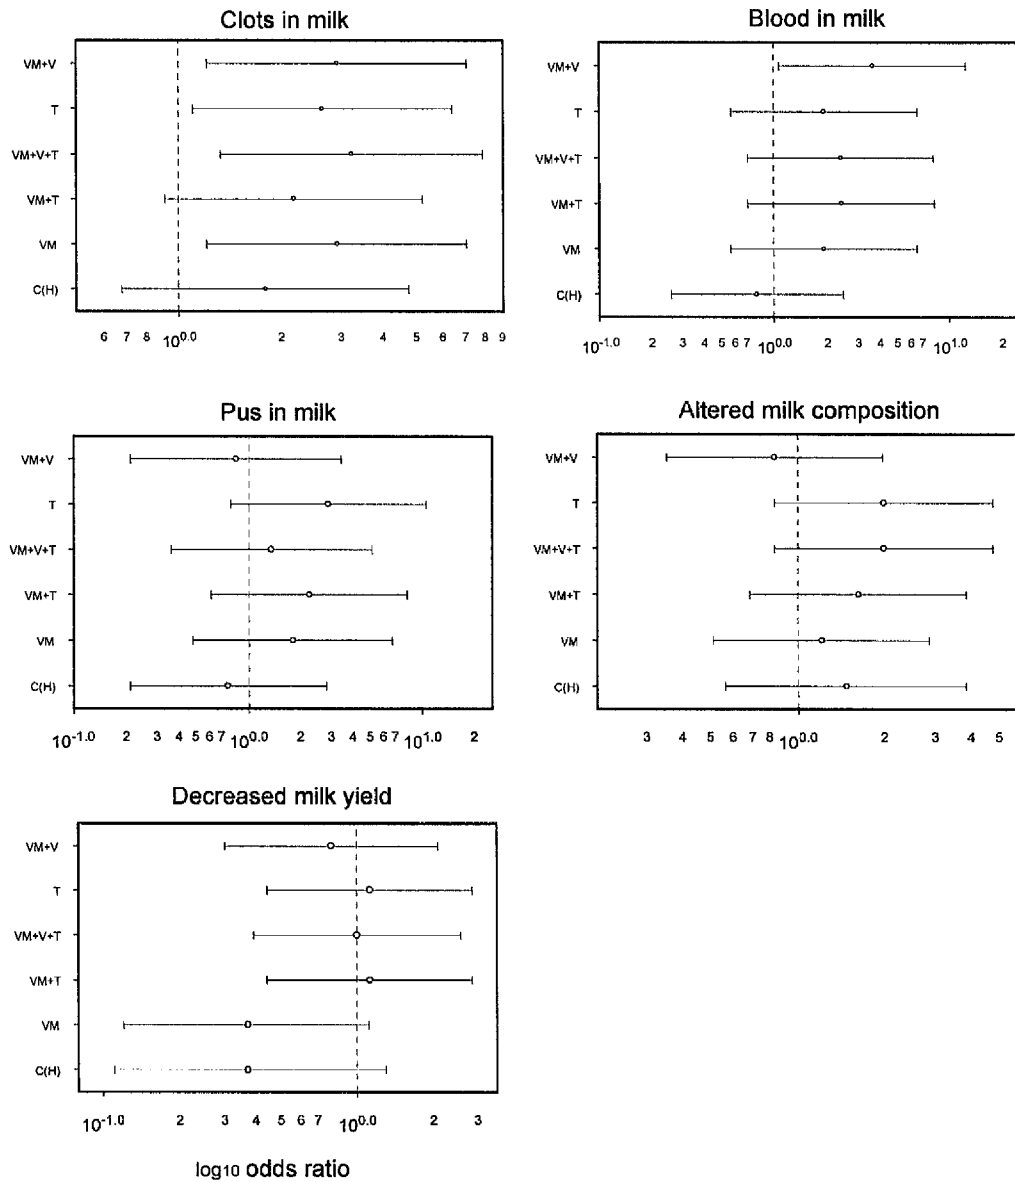 Clots in milk
VM+V
T
VM+V+T
VM+T
VM
C(H)
6 7 8 10^0.0 2 3 4 5 6 7 8 9
Blood in milk
VM+V
T
VM+V+T
VM+T
VM
C(H)
10^-1.0 2 3 4 5 6 7 10^0.0 2 3 4 5 6 7 10^1.0 2
Pus in milk
VM+V
T
VM+V+T
VM+T
VM
C(H)
10^-1.0 2 3 4 5 6 7 10^0.0 2 3 4 5 6 7 10^1.0 2
Altered milk composition
VM+V
T
VM+V+T
VM+T
VM
C(H)
3 4 5 6 7 8 10^0.0 2 3 4 5
Decreased milk yield
VM+V
T
VM+V+T
VM+T
VM
C(H)
10^-1.0 2 3 4 5 6 7 10^0.0 2 3
log10 odds ratio